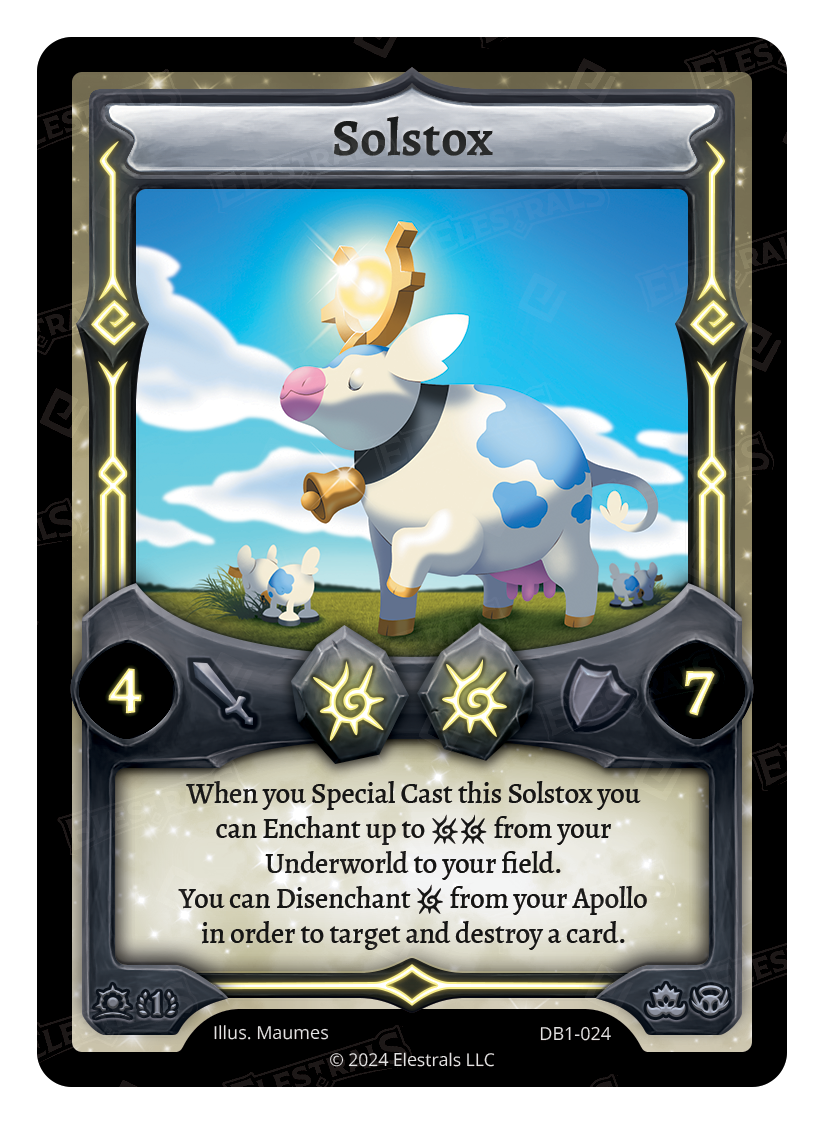 Solstox
4
7
When you Special Cast this Solstox you
can Enchant up to from your
Underworld to your field.
You can Disenchant from your Apollo
in order to target and destroy a card.
1
Illus. Maumes
DB1-024
© 2024 Elestrals LLC
ELESTRALS